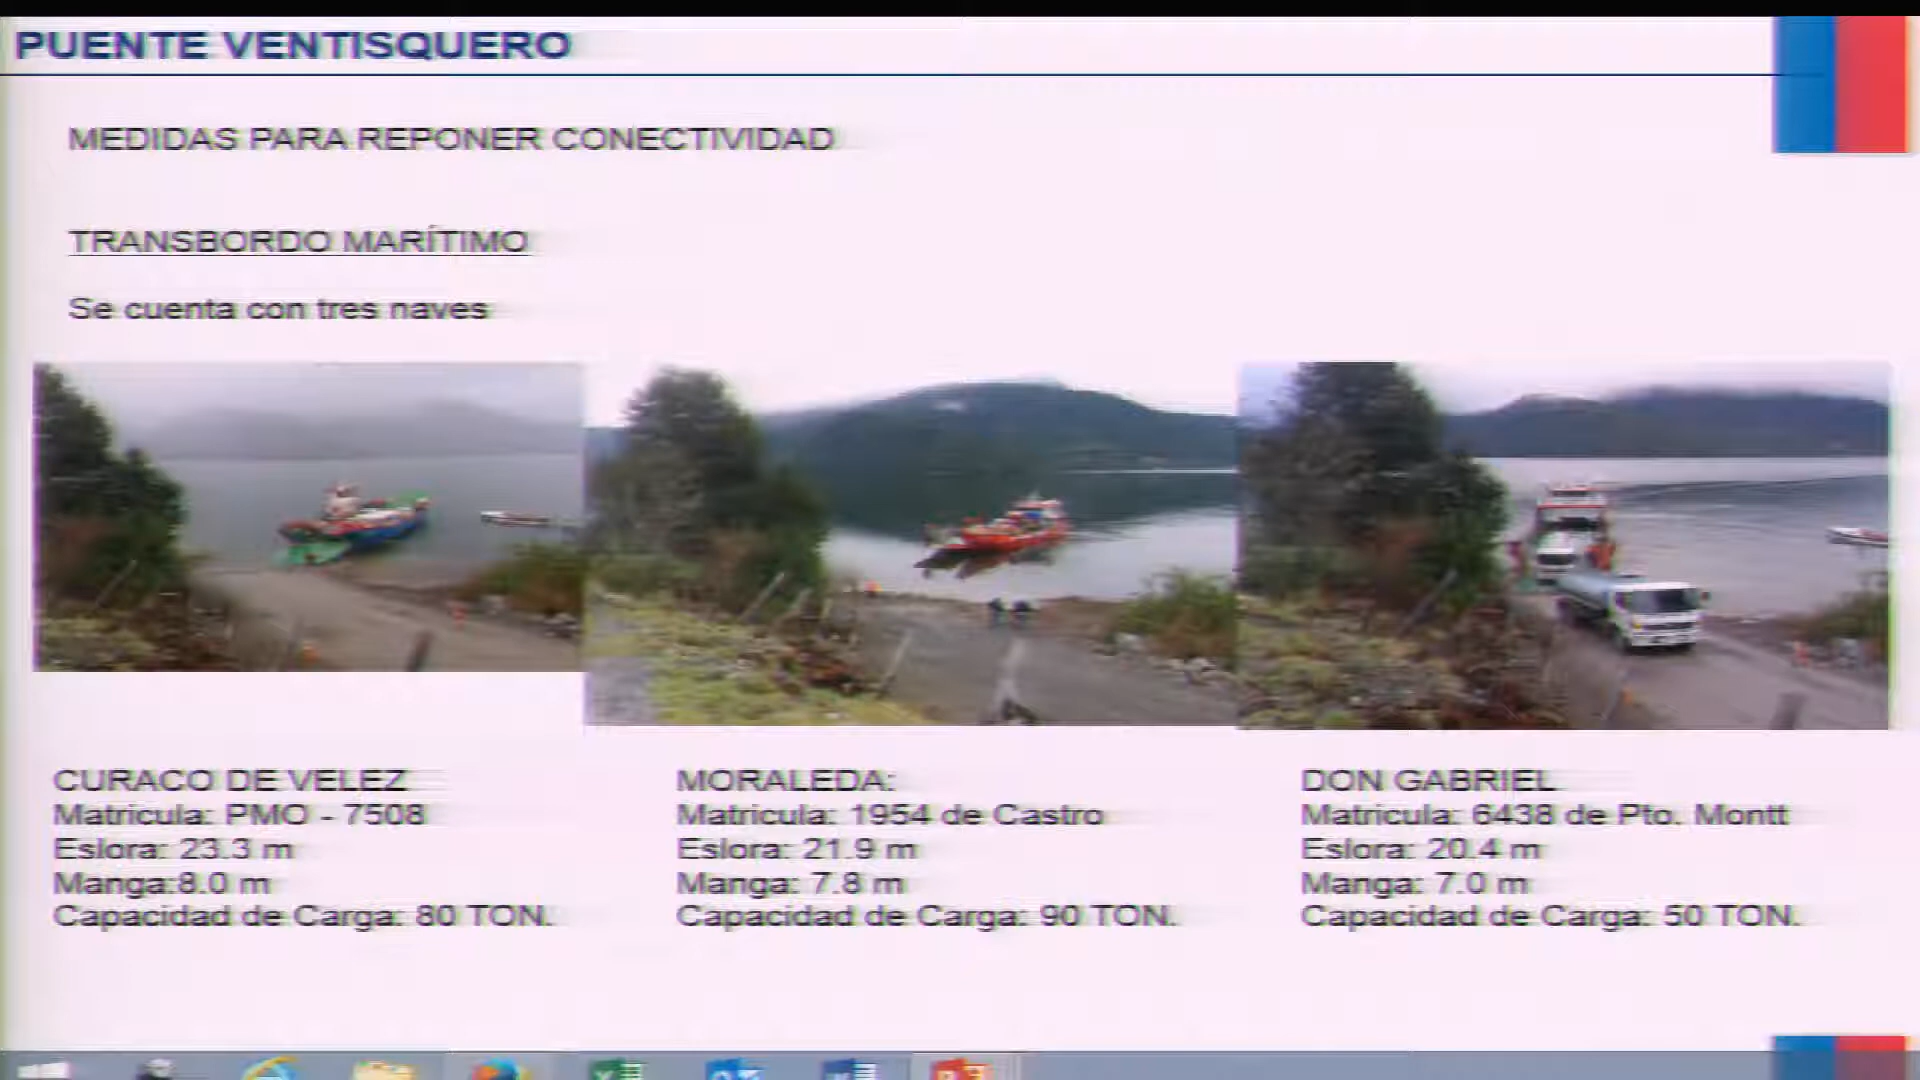 PUENTE VENTISQUERO
MEDIDAS PARA REPONER CONECTIVIDAD
TRANSBORDO MARÍTIMO
Se cuenta con tres naves
CURACO DE VELEZ
Matricula: PMO - 7508
Eslora: 23.3 m
Manga:8.0 m
Capacidad de Carga: 80 TON.
MORALEDA:
Matricula: 1954 de Castro
Eslora: 21.9 m
Manga: 7.8 m
Capacidad de Carga: 90 TON.
DON GABRIEL
Matricula: 6438 de Pto. Montt
Eslora: 20.4 m
Manga: 7.0 m
Capacidad de Carga: 50 TON.